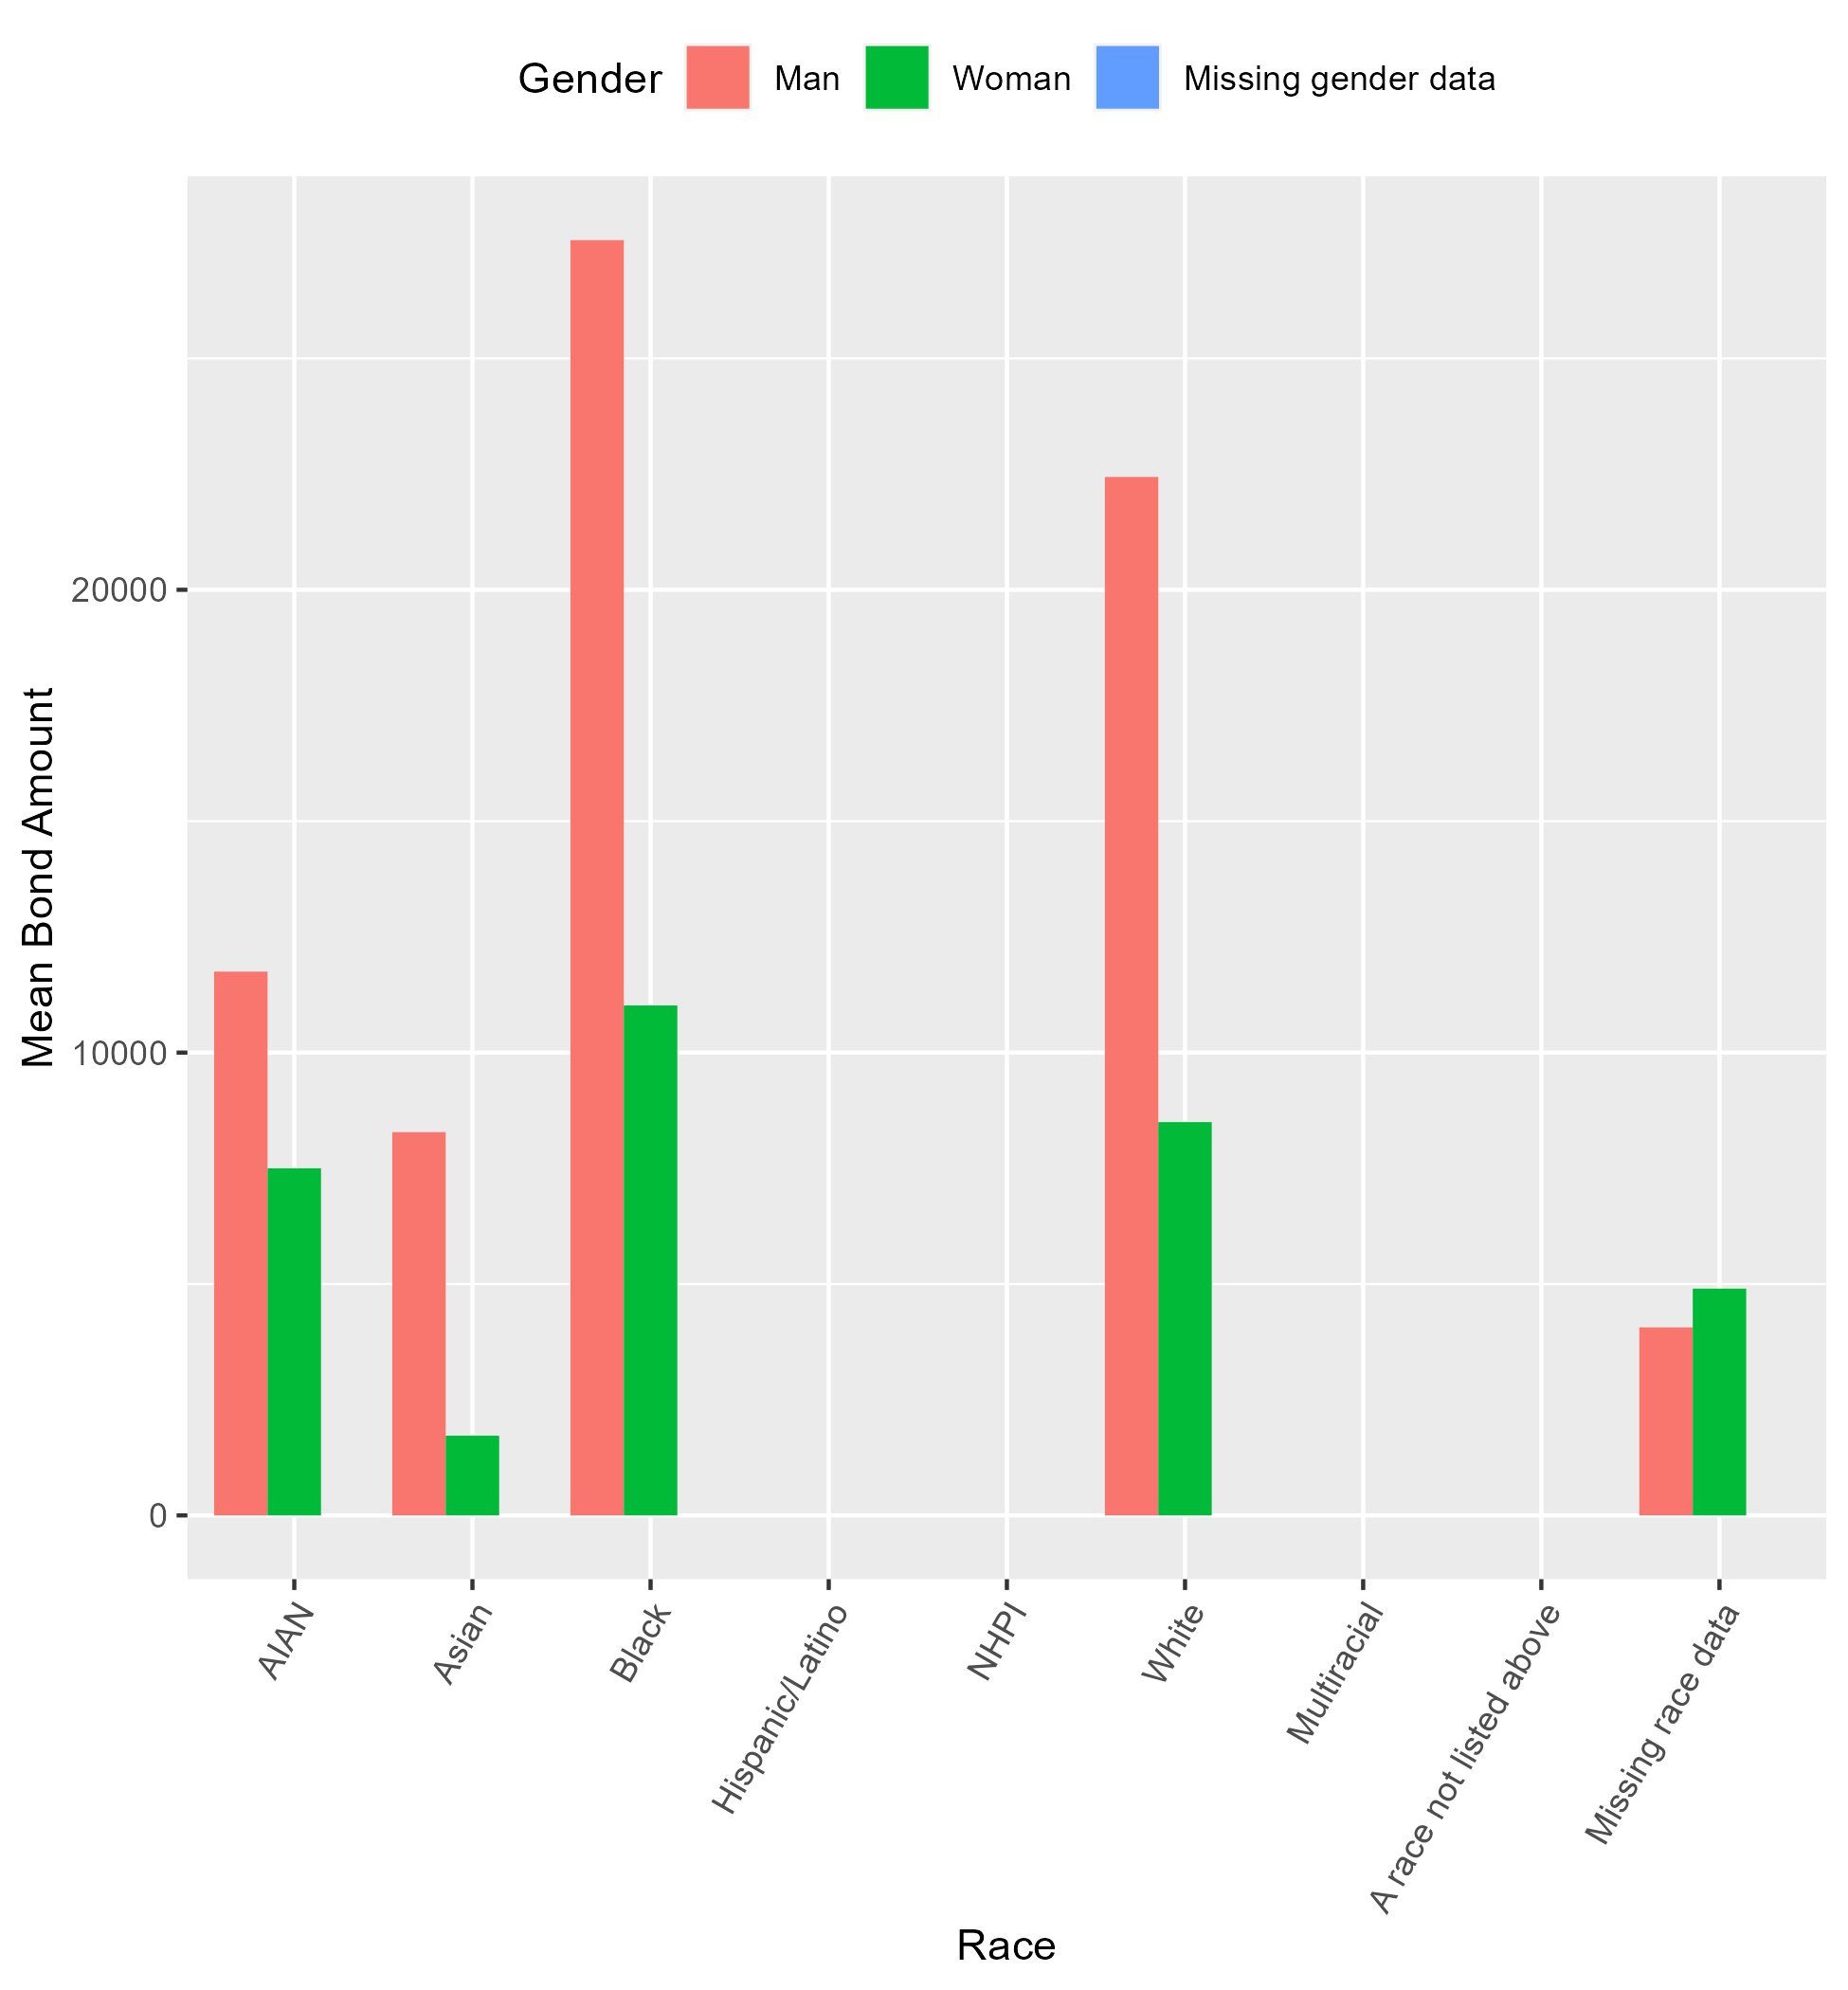 Gender Man Woman Missing gender data
Mean Bond Amount
20000
10000
0
AIAN
Asian
Black
Hispanic/Latino
NHPI
White
Multiracial
A race not listed above
Missing race data
Race